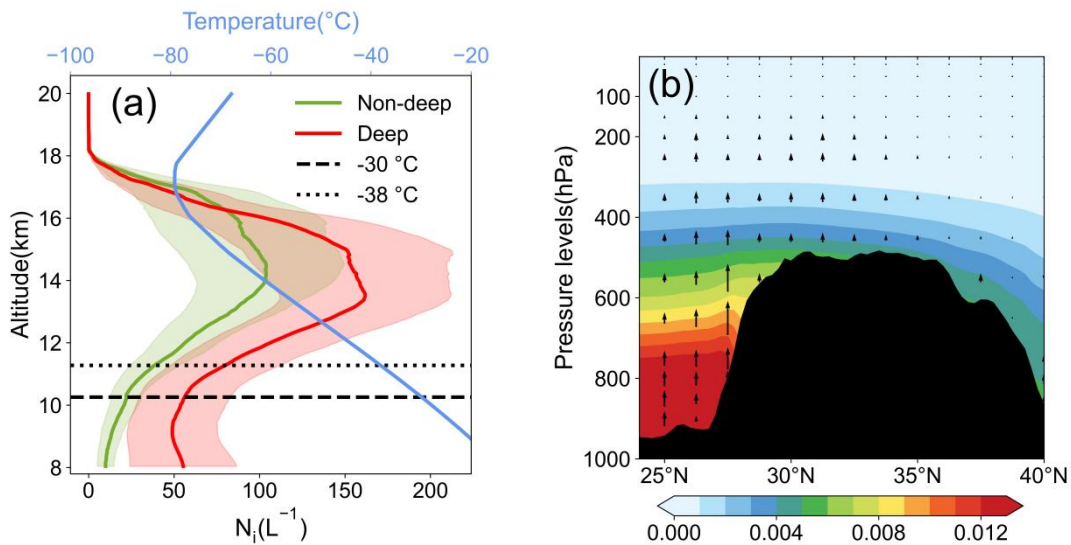 Temperature(°C)
−100 −80 −60 −40 −20
(a)
Non-deep
Deep
-30 °C
-38 °C
20
18
16
14
12
10
8
Altitude(km)
0 50 100 150 200
Nᵢ(L⁻¹)
(b)
100
200
400
600
800
1000
Pressure levels(hPa)
25°N 30°N 35°N 40°N
0.000 0.004 0.008 0.012